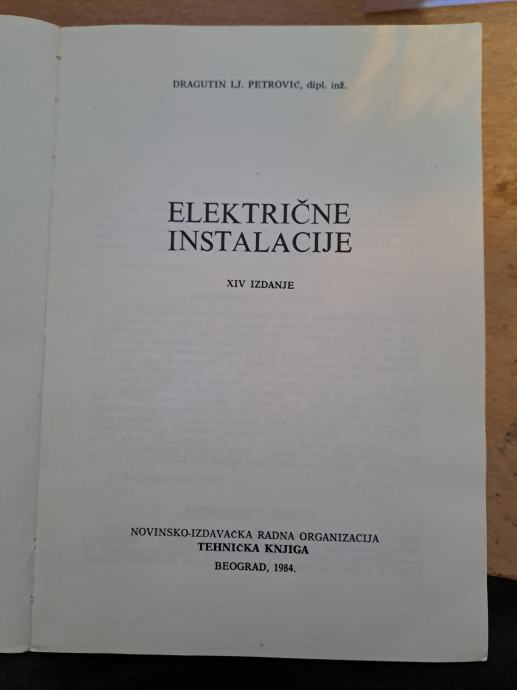 DRAGUTIN LJ. PETROVIĆ, dipl. inž.
ELEKTRIČNE
INSTALACIJE
XIV IZDANJE
NOVINSKO-IZDAVAČKA RADNA ORGANIZACIJA
TEHNIČKA KNJIGA
BEOGRAD, 1984.